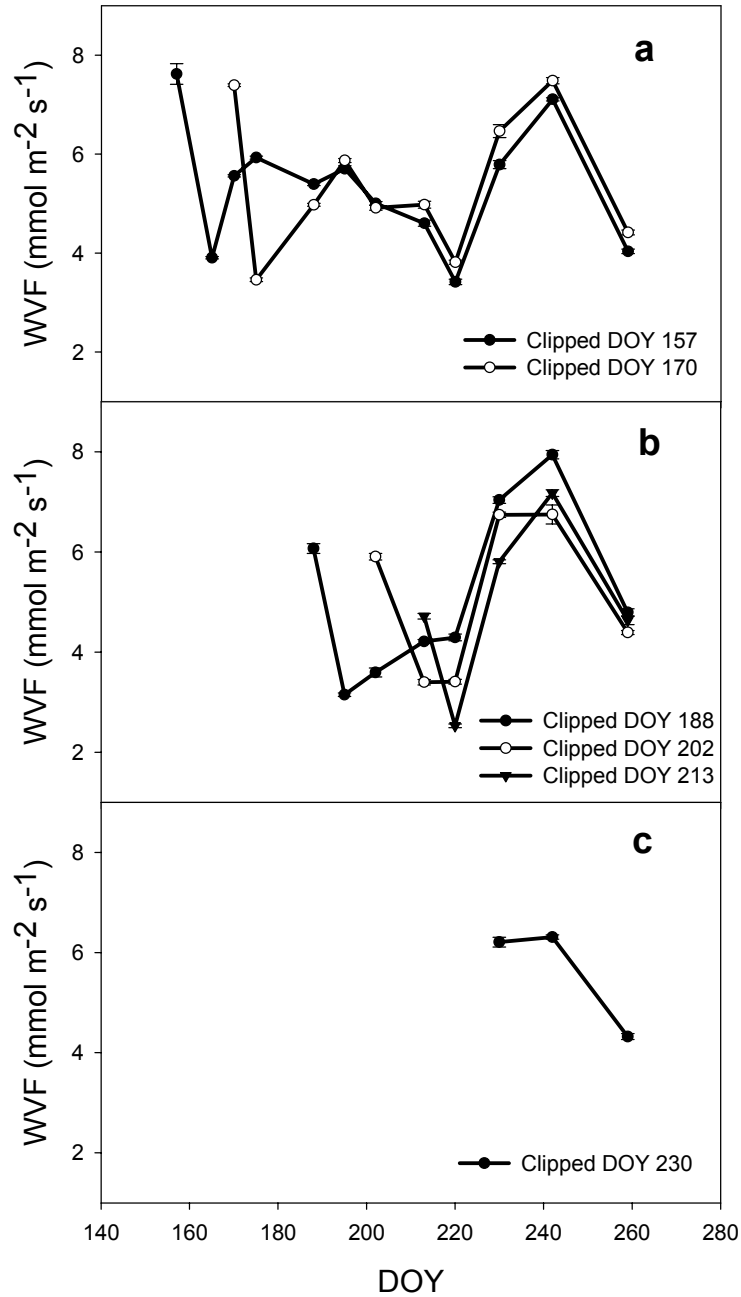 a
8
6
4
2
WVF (mmol m⁻² s⁻¹)
Clipped DOY 157
Clipped DOY 170
b
8
6
4
2
WVF (mmol m⁻² s⁻¹)
Clipped DOY 188
Clipped DOY 202
Clipped DOY 213
c
8
6
4
2
WVF (mmol m⁻² s⁻¹)
Clipped DOY 230
140 160 180 200 220 240 260 280
DOY